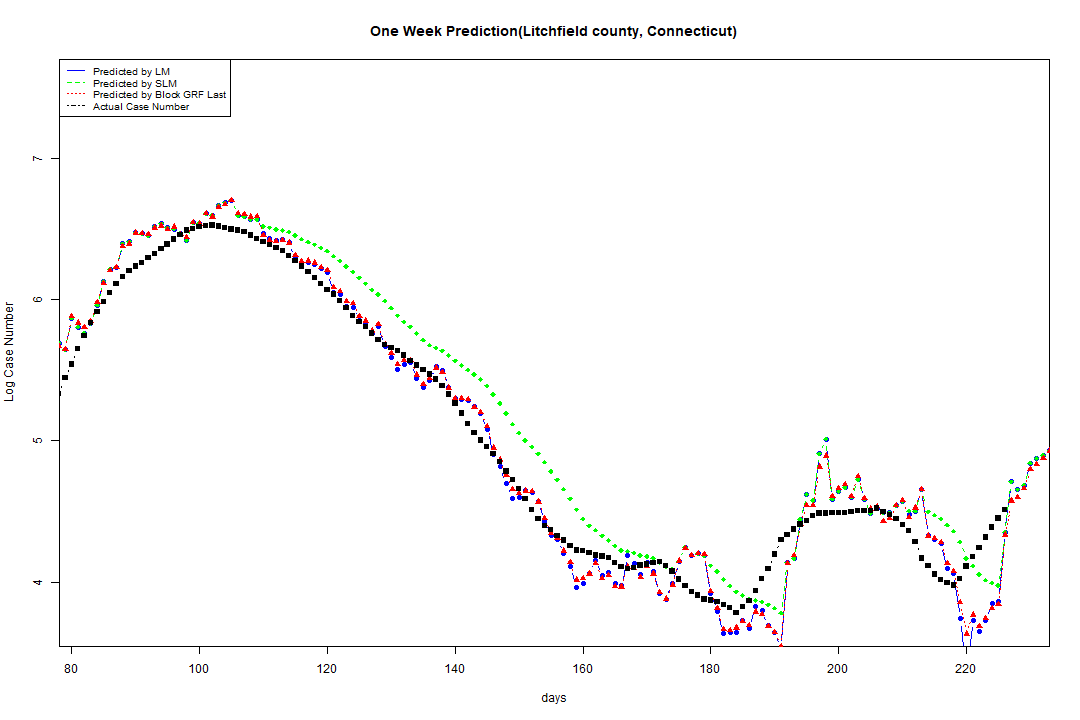 One Week Prediction(Litchfield county, Connecticut)
Predicted by LM
Predicted by SLM
Predicted by Block GRF Last
Actual Case Number
7
6
5
4
Log Case Number
80 100 120 140 160 180 200 220
days